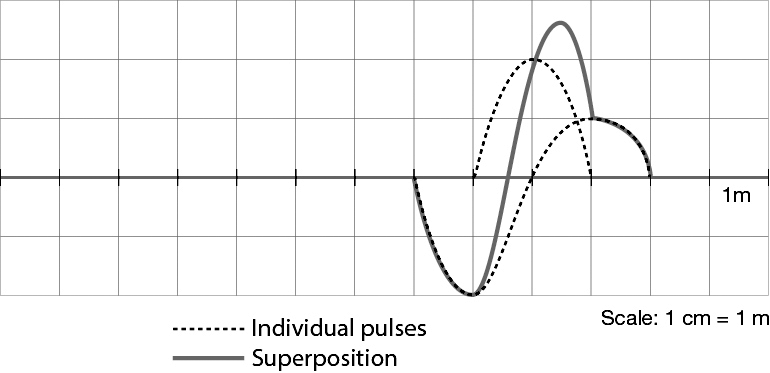 1m
Scale: 1 cm = 1 m
Individual pulses
Superposition